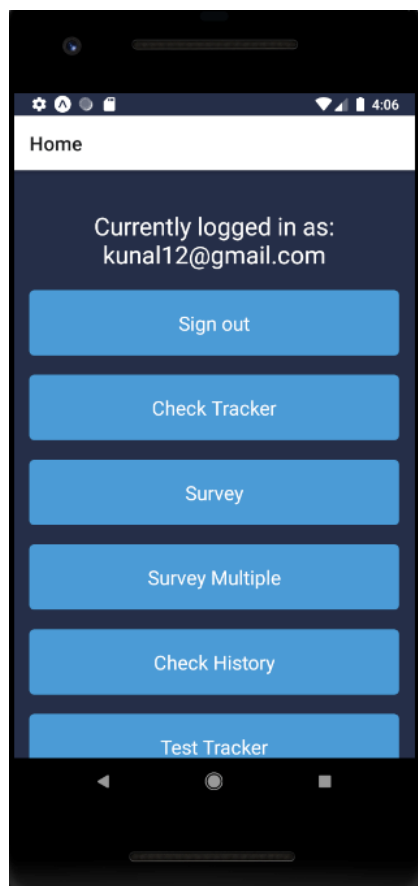 4:06
Home
Currently logged in as:
kunal12@gmail.com
Sign out
Check Tracker
Survey
Survey Multiple
Check History
Test Tracker